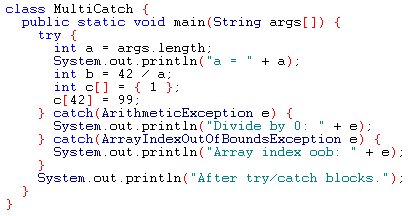 class MultiCatch {
  public static void main(String args[]) {
    try {
      int a = args.length;
      System.out.println("a = " + a);
      int b = 42 / a;
      int c[] = { 1 };
      c[42] = 99;
    } catch(ArithmeticException e) {
      System.out.println("Divide by 0: " + e);
    } catch(ArrayIndexOutOfBoundsException e) {
      System.out.println("Array index oob: " + e);
    }
    System.out.println("After try/catch blocks.");
  }
}